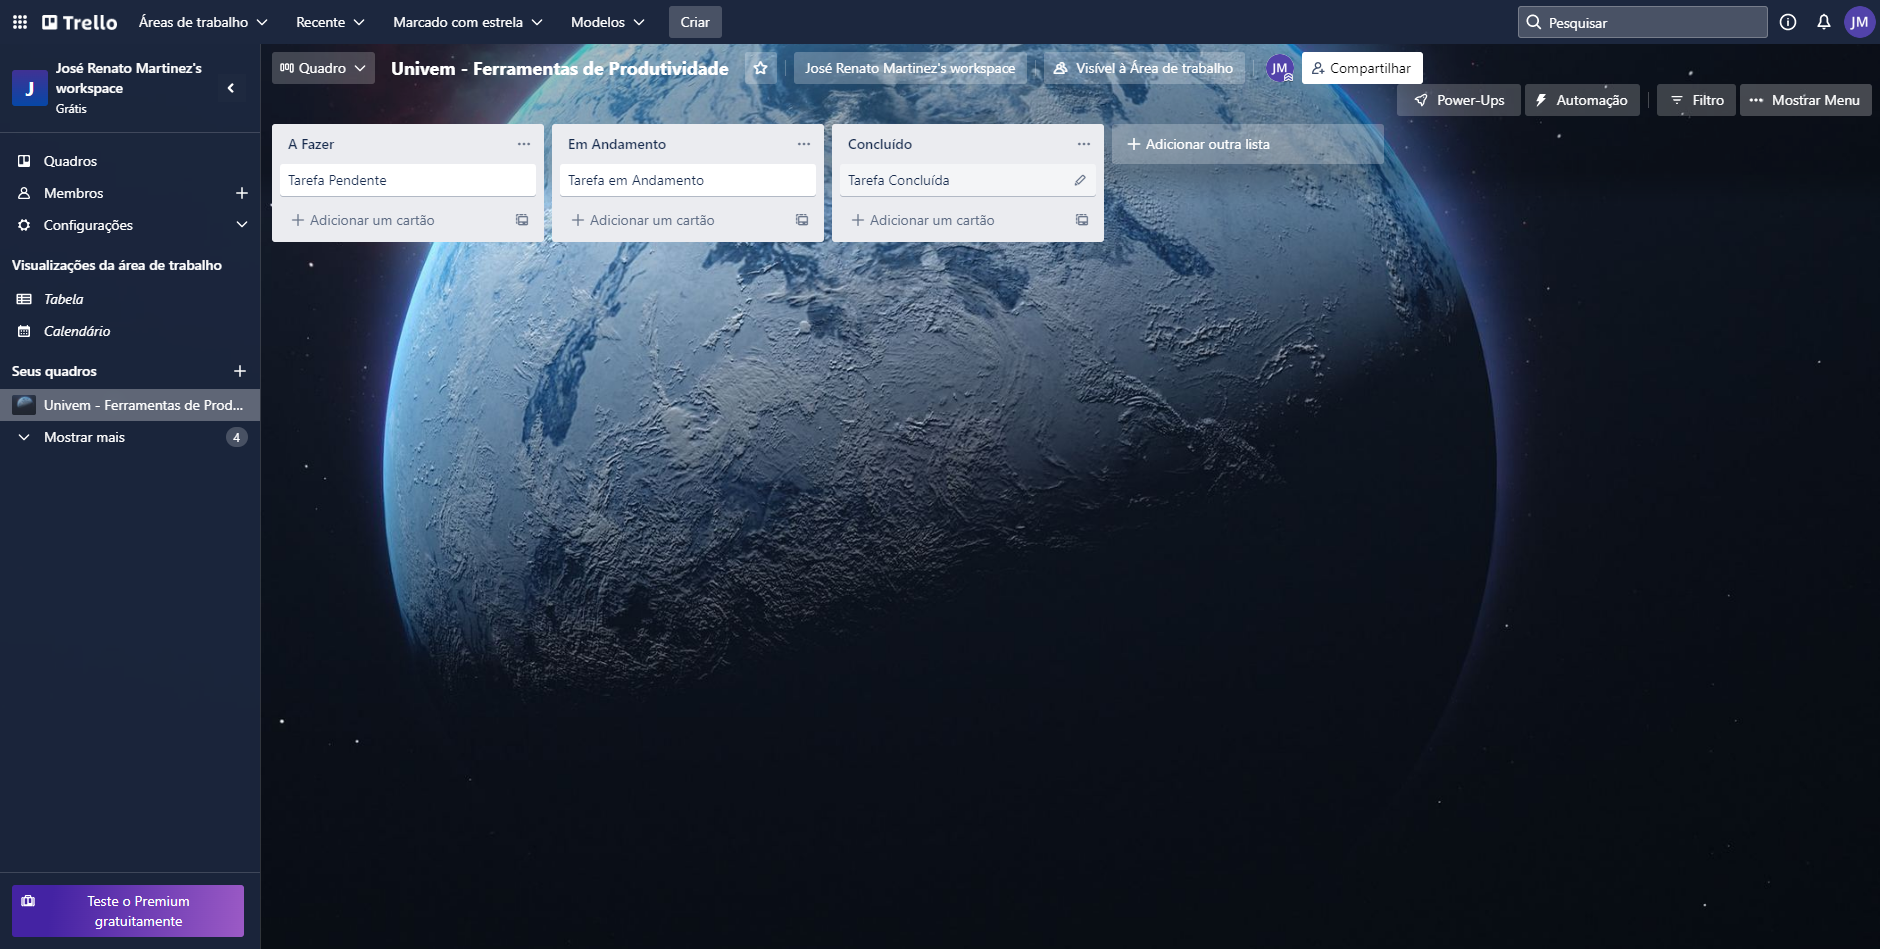 Trello
Áreas de trabalho
Recente
Marcado com estrela
Modelos
Criar
Pesquisar
JM
J
José Renato Martinez's
workspace
Grátis
Quadros
Membros
Configurações
Visualizações da área de trabalho
Tabela
Calendário
Seus quadros
Univem - Ferramentas de Prod...
Mostrar mais
4
Teste o Premium
gratuitamente
Quadro
Univem - Ferramentas de Produtividade
José Renato Martinez's workspace
Visível à Área de trabalho
JM
Compartilhar
Power-Ups
Automação
Filtro
Mostrar Menu
A Fazer
Tarefa Pendente
Adicionar um cartão
Em Andamento
Tarefa em Andamento
Adicionar um cartão
Concluído
Tarefa Concluída
Adicionar um cartão
Adicionar outra lista